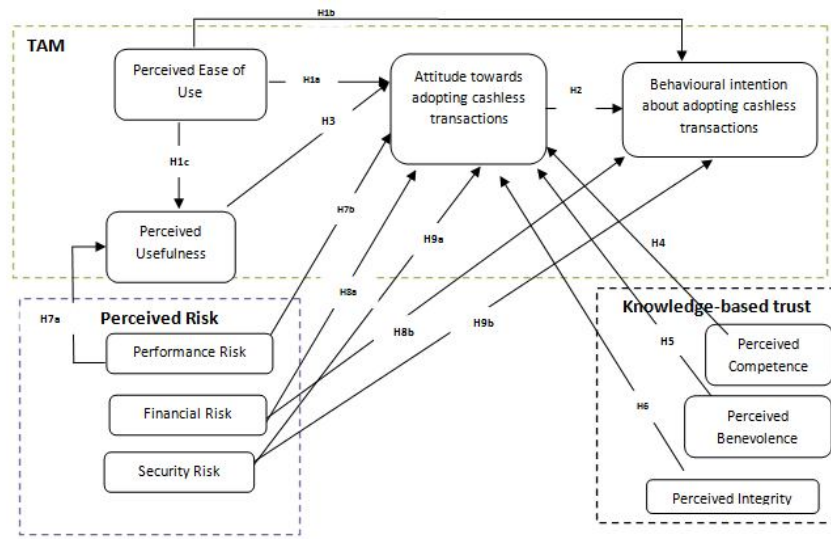 H1b
TAM
Perceived Ease of
Use
H1a
Attitude towards
adopting cashless
transactions
H2
Behavioural intention
about adopting cashless
transactions
H3
H1c
Perceived
Usefulness
H7b
H9a
H4
H8a
H7a
Perceived Risk
H8b
H9b
Knowledge-based trust
Performance Risk
Perceived
Competence
H5
Financial Risk
H6
Perceived
Benevolence
Security Risk
Perceived Integrity